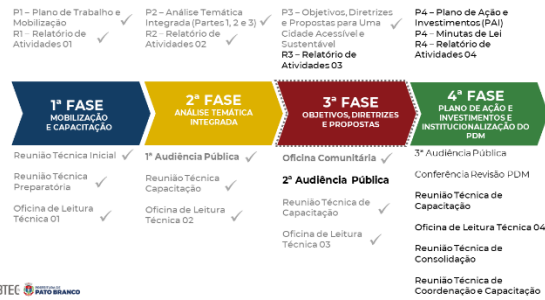 P1 – Plano de Trabalho e
Mobilização
R1 – Relatório de
Atividades 01
P2 – Análise Temática
Integrada (Partes 1, 2 e 3)
R2 – Relatório de
Atividades 02
P3 – Objetivos, Diretrizes
e Propostas para Uma
Cidade Acessível e
Sustentável
R3 – Relatório de
Atividades 03
P4 – Plano de Ação e
Investimentos (PAI)
P4 – Minutas de Lei
R4 – Relatório de
Atividades 04
1ª FASE
MOBILIZAÇÃO
E CAPACITAÇÃO
2ª FASE
ANÁLISE TEMÁTICA
INTEGRADA
3ª FASE
OBJETIVOS, DIRETRIZES
E PROPOSTAS
4ª FASE
PLANO DE AÇÃO E
INVESTIMENTOS E
INSTITUCIONALIZAÇÃO DO
PDM
Reunião Técnica Inicial
Reunião Técnica
Preparatória
Oficina de Leitura
Técnica 01
1ª Audiência Pública
Reunião Técnica
Capacitação
Oficina de Leitura
Técnica 02
Oficina Comunitária
2ª Audiência Pública
Reunião Técnica de
Capacitação
Oficina de Leitura
Técnica 03
3ª Audiência Pública
Conferência Revisão PDM
Reunião Técnica de
Capacitação
Oficina de Leitura Técnica 04
Reunião Técnica de
Consolidação
Reunião Técnica de
Coordenação e Capacitação
PATO BRANCO